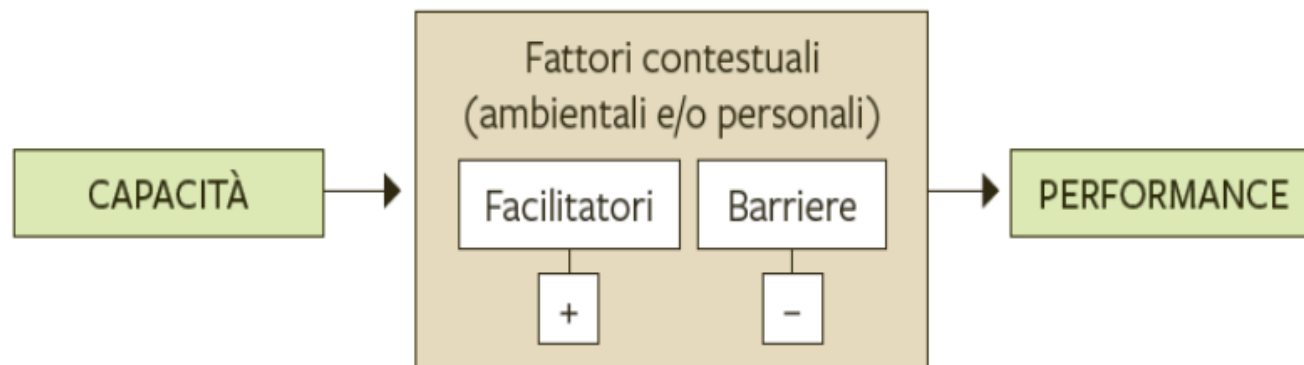 CAPACITÀ
Fattori contestuali
(ambientali e/o personali)
Facilitatori
Barriere
+
–
PERFORMANCE